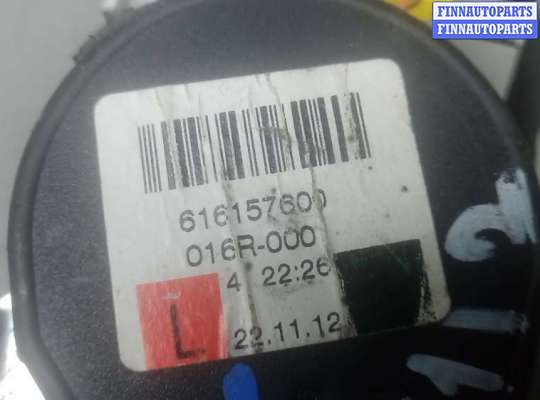 FINNAUTOPARTS
FINNAUTOPARTS
616157600
016R-000
4 22:26
L 22.11.12